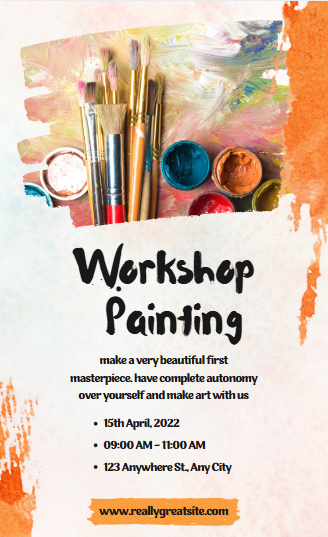 Workshop
Painting
make a very beautiful first
masterpiece. have complete autonomy
over yourself and make art with us
• 15th April, 2022
• 09:00 AM – 11:00 AM
• 123 Anywhere St., Any City
www.reallygreatsite.com